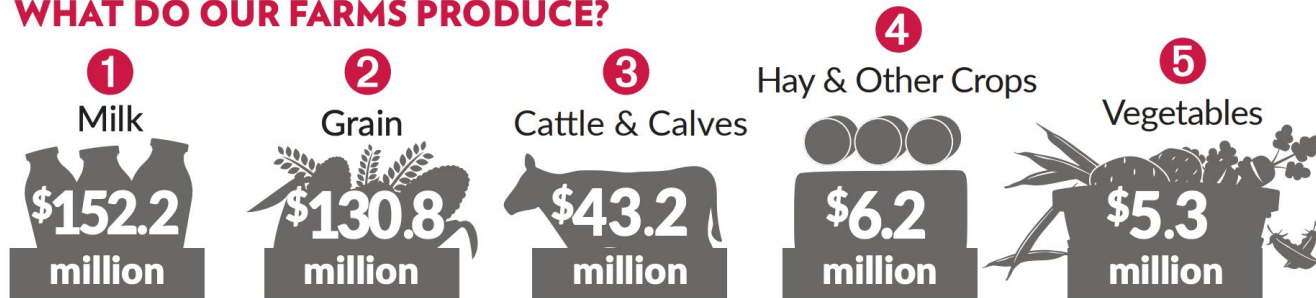 WHAT DO OUR FARMS PRODUCE?
1
Milk
$152.2
million
2
Grain
$130.8
million
3
Cattle & Calves
$43.2
million
4
Hay & Other Crops
$6.2
million
5
Vegetables
$5.3
million